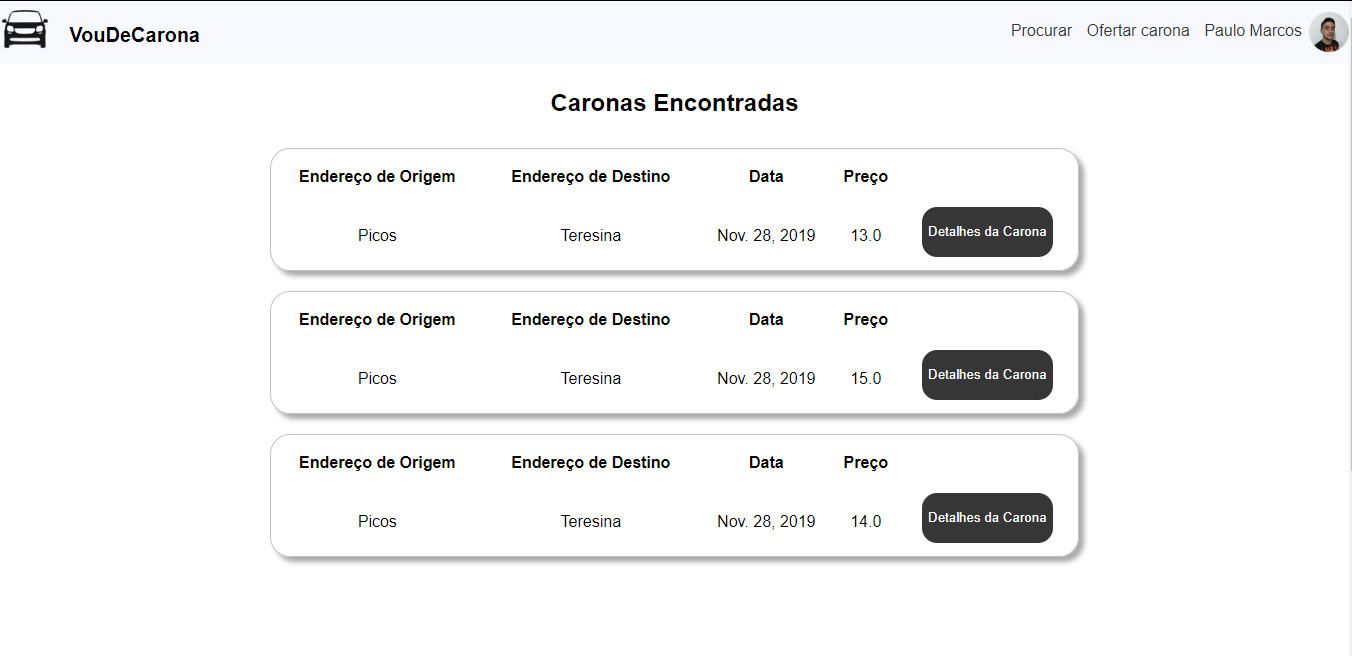 VouDeCarona
Procurar Ofertar carona Paulo Marcos
Caronas Encontradas
Endereço de Origem Endereço de Destino Data Preço
Picos Teresina Nov. 28, 2019 13.0 Detalhes da Carona
Endereço de Origem Endereço de Destino Data Preço
Picos Teresina Nov. 28, 2019 15.0 Detalhes da Carona
Endereço de Origem Endereço de Destino Data Preço
Picos Teresina Nov. 28, 2019 14.0 Detalhes da Carona